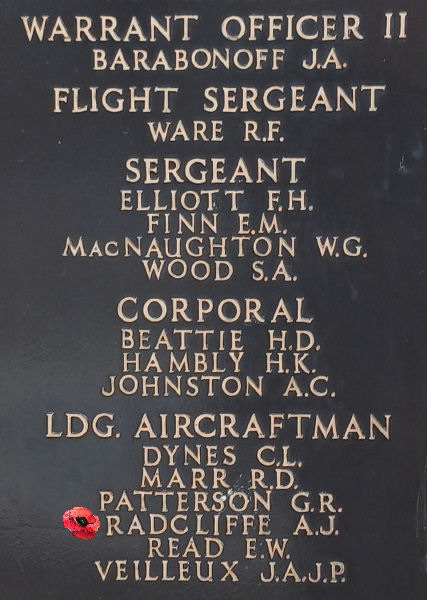 WARRANT OFFICER II
BARABONOFF J.A.
FLIGHT SERGEANT
WARE R.F.
SERGEANT
ELLIOTT F.H.
FINN E.M.
MacNAUGHTON W.G.
WOOD S.A.
CORPORAL
BEATTIE H.D.
HAMBLY H.K.
JOHNSTON A.C.
LDG. AIRCRAFTMAN
DYNES C.L.
MARR R.D.
PATTERSON G.R.
RADCLIFFE A.J.
READ E.W.
VEILLEUX J.A.J.P.